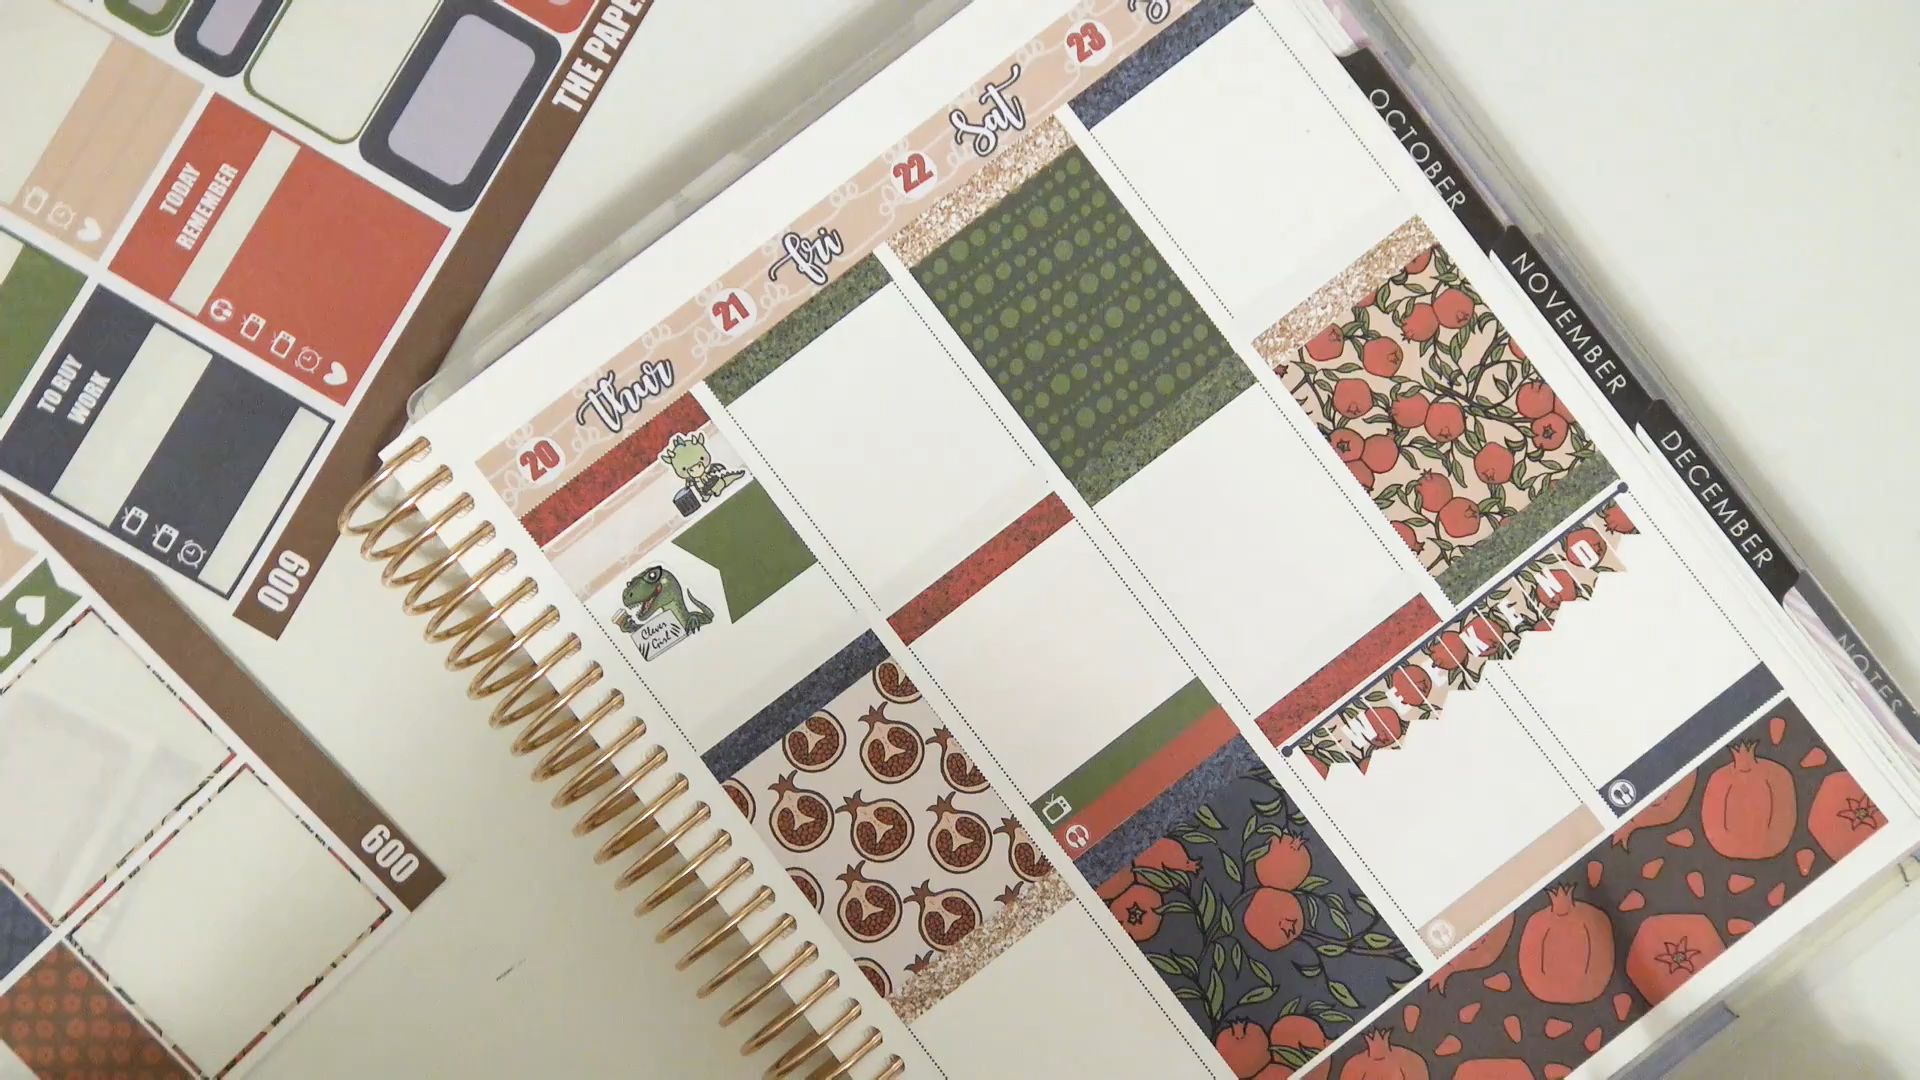 THE PAPE
TODAY
REMEMBER
TO BUY
WORK
009
600
20
thur
21
fri
22
Sat
23
S
Clever
Girl
WEEKEND
OCTOBER
NOVEMBER
DECEMBER
NOTES